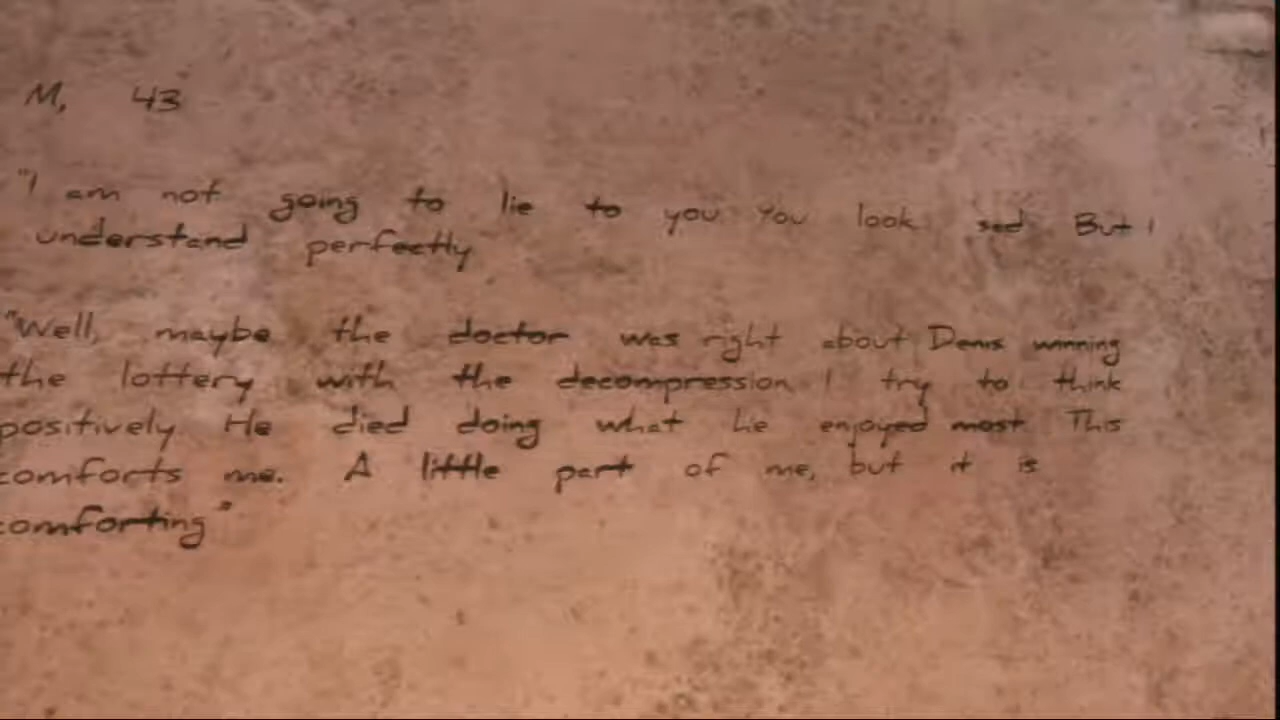 M, 43
"I am not going to lie to you You look sad But I
understand perfectly
"Well, maybe the doctor was right about Denis winning
the lottery with the decompression I try to think
positively He died doing what he enjoyed most This
comforts me. A little part of me, but it is
comforting"